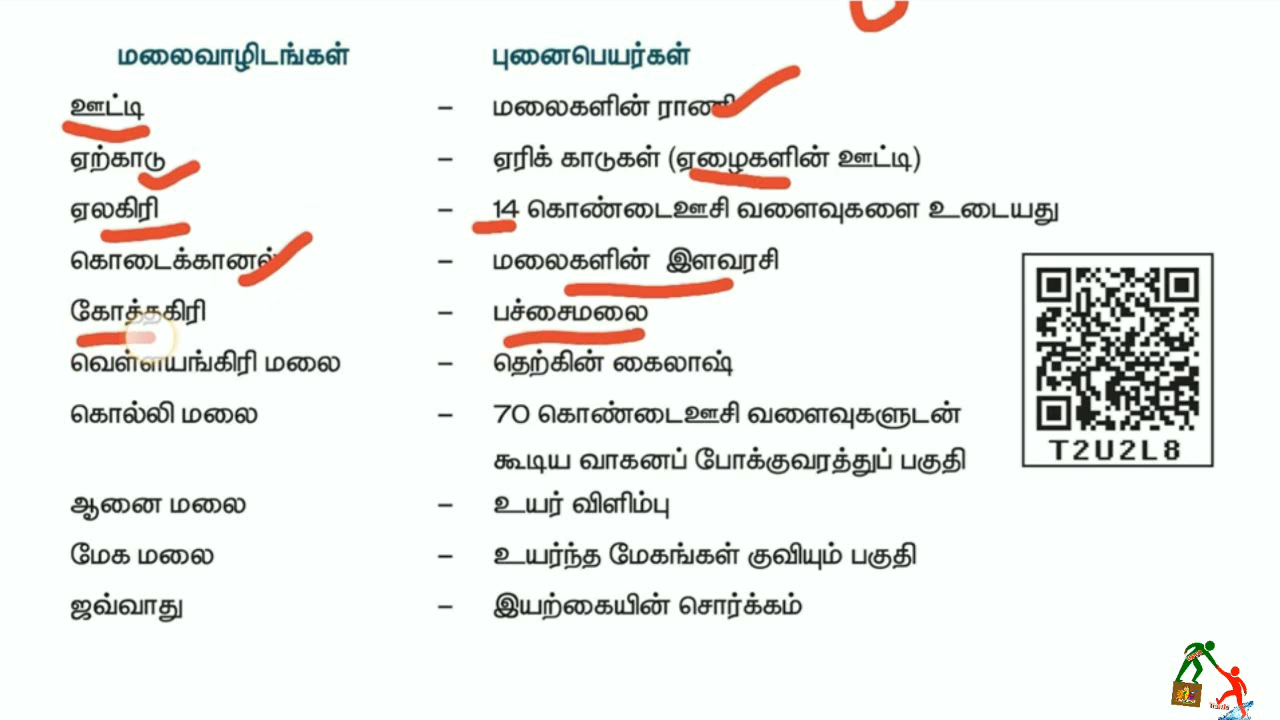 மலைவாழிடங்கள் புனைபெயர்கள்
ஊட்டி – மலைகளின் ராணி
ஏற்காடு – ஏரிக் காடுகள் (ஏழைகளின் ஊட்டி)
ஏலகிரி – 14 கொண்டைஊசி வளைவுகளை உடையது
கொடைக்கானல் – மலைகளின் இளவரசி
கோத்தகிரி – பச்சைமலை
வெள்ளயங்கிரி மலை – தெற்கின் கைலாஷ்
கொல்லி மலை – 70 கொண்டைஊசி வளைவுகளுடன்
கூடிய வாகனப் போக்குவரத்துப் பகுதி
ஆனை மலை – உயர் விளிம்பு
மேக மலை – உயர்ந்த மேகங்கள் குவியும் பகுதி
ஜவ்வாது – இயற்கையின் சொர்க்கம்
T2U2L8